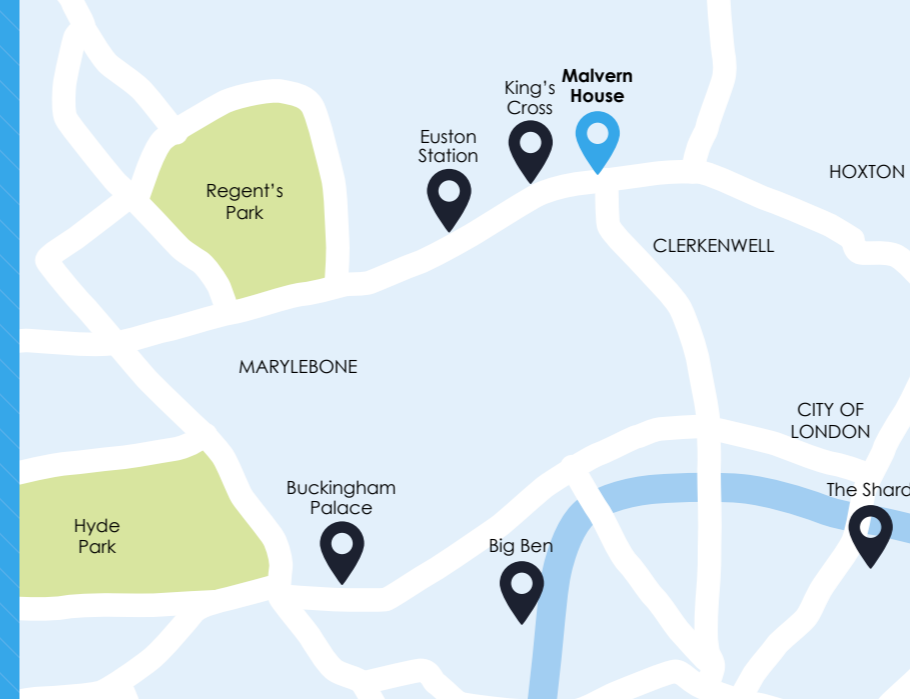 King's
Cross
Malvern
House
Euston
Station
HOXTON
Regent's
Park
CLERKENWELL
MARYLEBONE
CITY OF
LONDON
Buckingham
Palace
The Shard
Hyde
Park
Big Ben